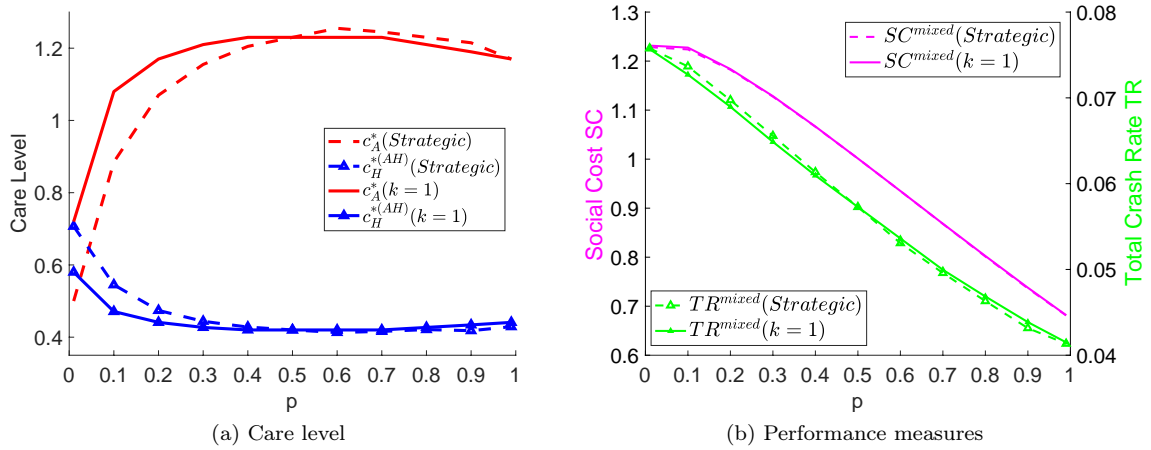 1.2
1
0.8
0.6
0.4
Care Level
0 0.1 0.2 0.3 0.4 0.5 0.6 0.7 0.8 0.9 1
p
c*A(Strategic)
c*(AH)H(Strategic)
c*A(k = 1)
c*(AH)H(k = 1)
(a) Care level
1.3
1.2
1.1
1
0.9
0.8
0.7
0.6
Social Cost SC
0 0.1 0.2 0.3 0.4 0.5 0.6 0.7 0.8 0.9 1
p
SCmixed(Strategic)
SCmixed(k = 1)
TRmixed(Strategic)
TRmixed(k = 1)
0.08
0.07
0.06
0.05
0.04
Total Crash Rate TR
(b) Performance measures